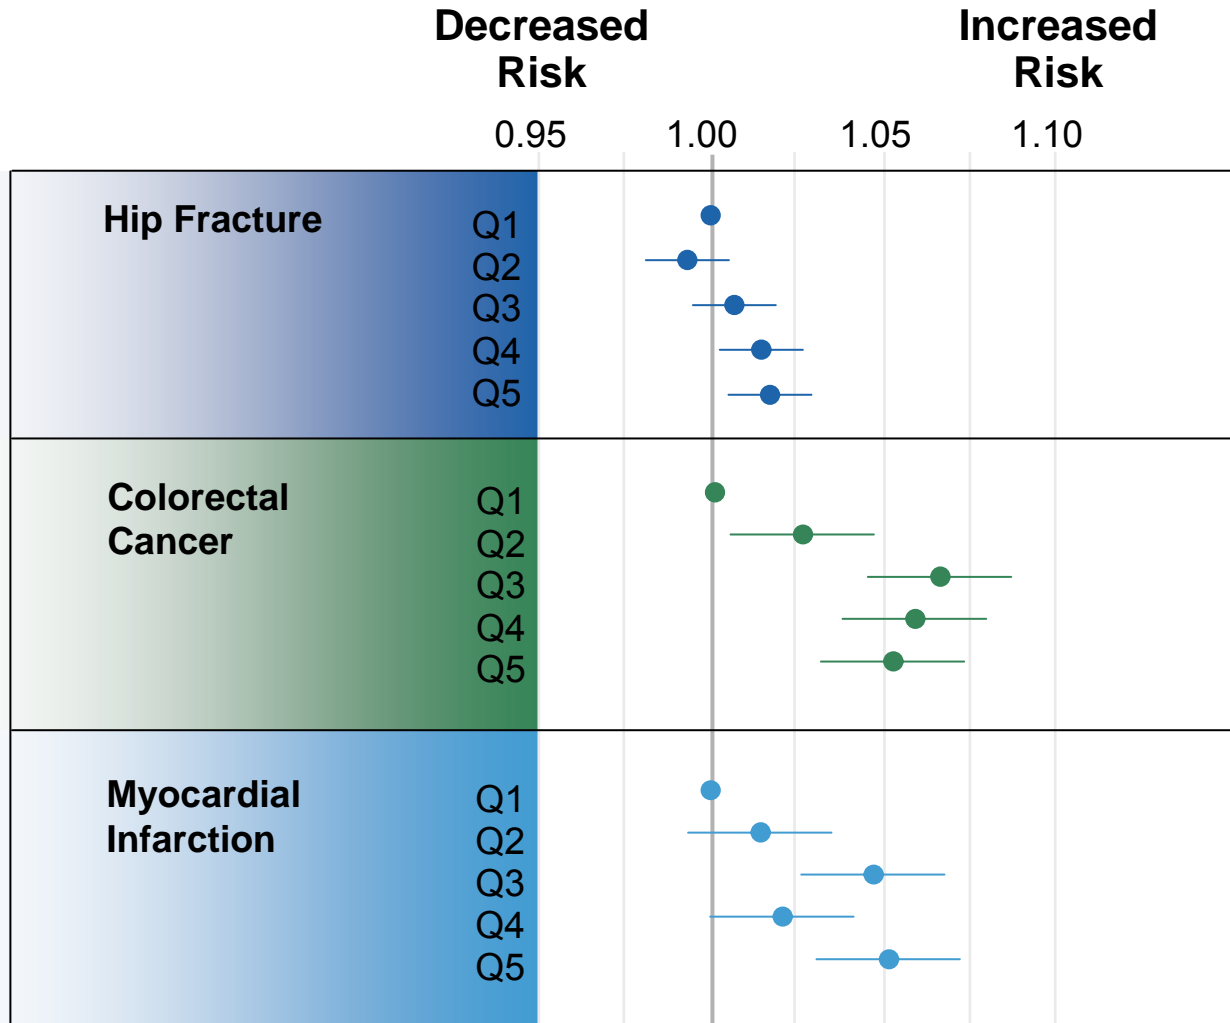 Decreased
Risk
Increased
Risk
0.95
1.00
1.05
1.10
Hip Fracture
Q1
Q2
Q3
Q4
Q5
Colorectal
Cancer
Q1
Q2
Q3
Q4
Q5
Myocardial
Infarction
Q1
Q2
Q3
Q4
Q5